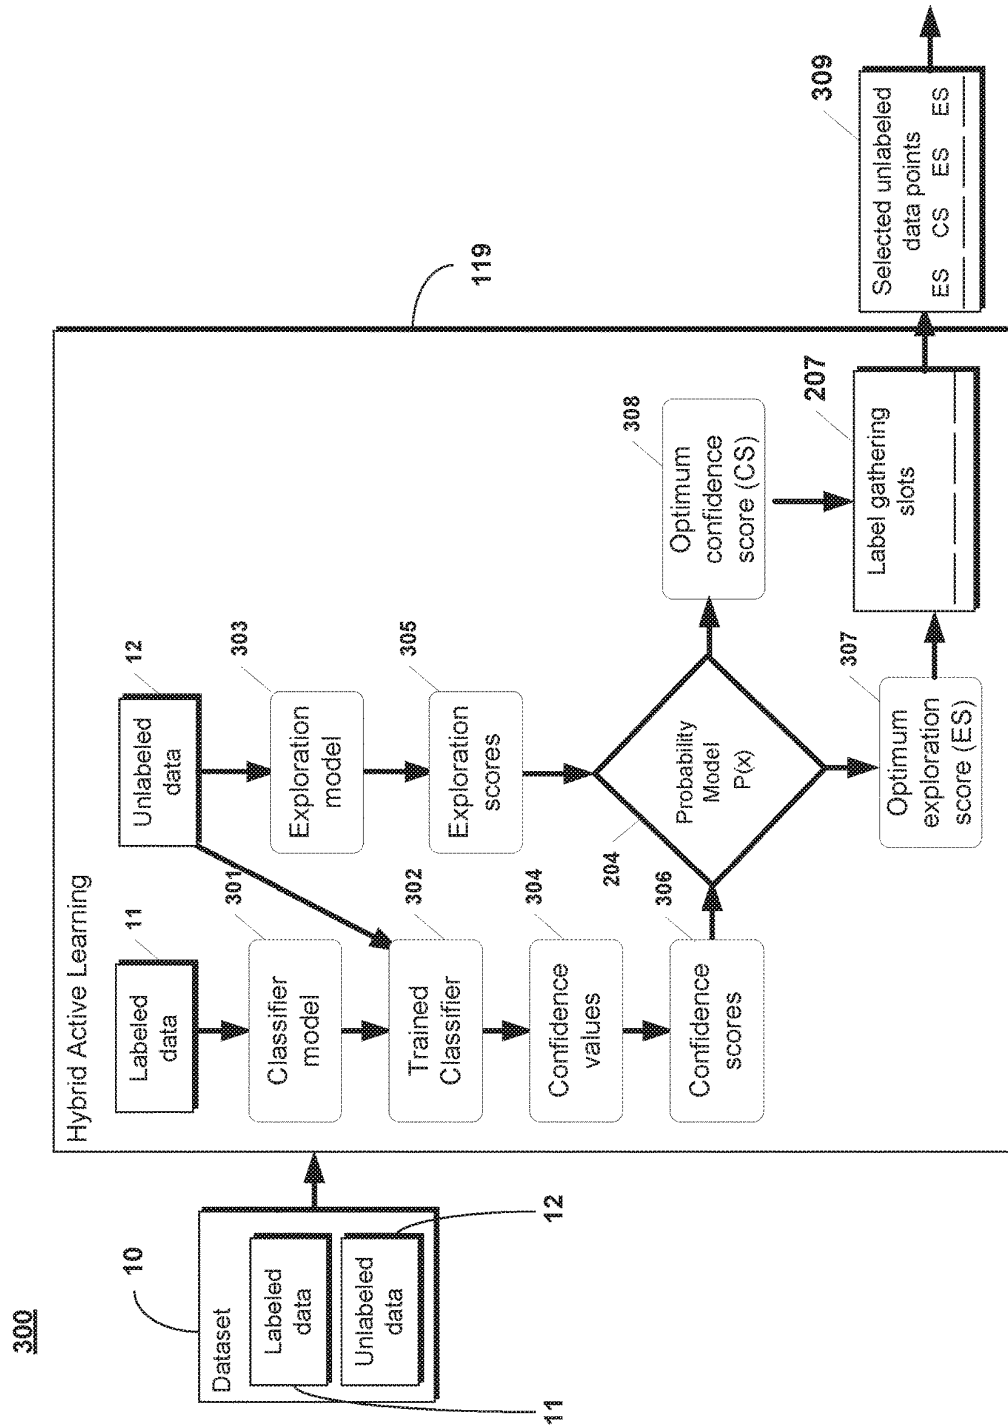 300
Dataset
10
Labeled
data
Unlabeled
data
11
12
Hybrid Active Learning
119
Labeled
data
11
Unlabeled
data
12
Classifier
model
301
Exploration
model
303
Trained
Classifier
302
Exploration
scores
305
Confidence
values
304
Confidence
scores
306
Probability
Model
P(x)
204
Optimum
confidence
score (CS)
308
Optimum
exploration
score (ES)
307
Label gathering
slots
207
Selected unlabeled
data points
ES CS ES ES
309